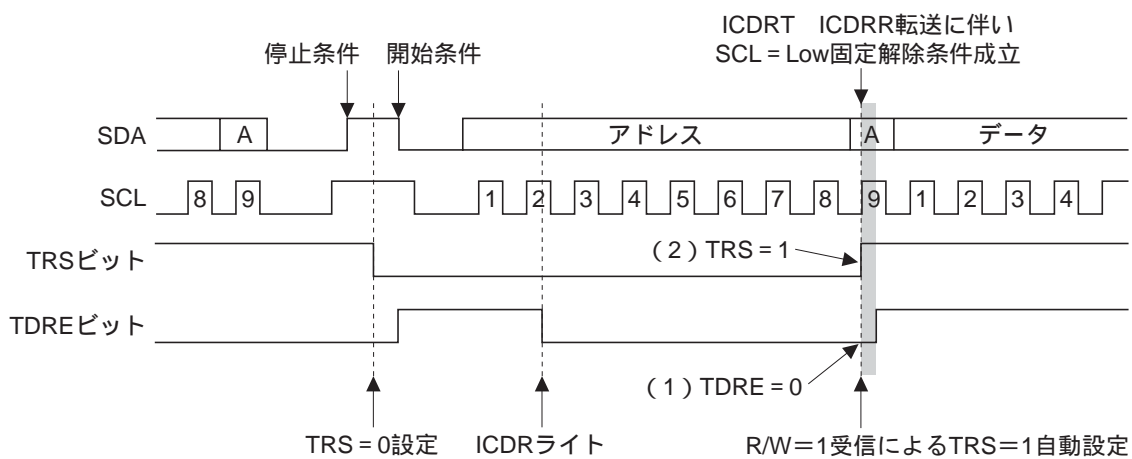 ICDRT ICDRR転送に伴い
停止条件 開始条件 SCL = Low固定解除条件成立
SDA A アドレス A データ
SCL 8 9 1 2 3 4 5 6 7 8 9 1 2 3 4
TRSビット (2) TRS = 1
TDREビット
(1) TDRE = 0
TRS = 0設定 ICDRライト R/W=1受信によるTRS=1自動設定